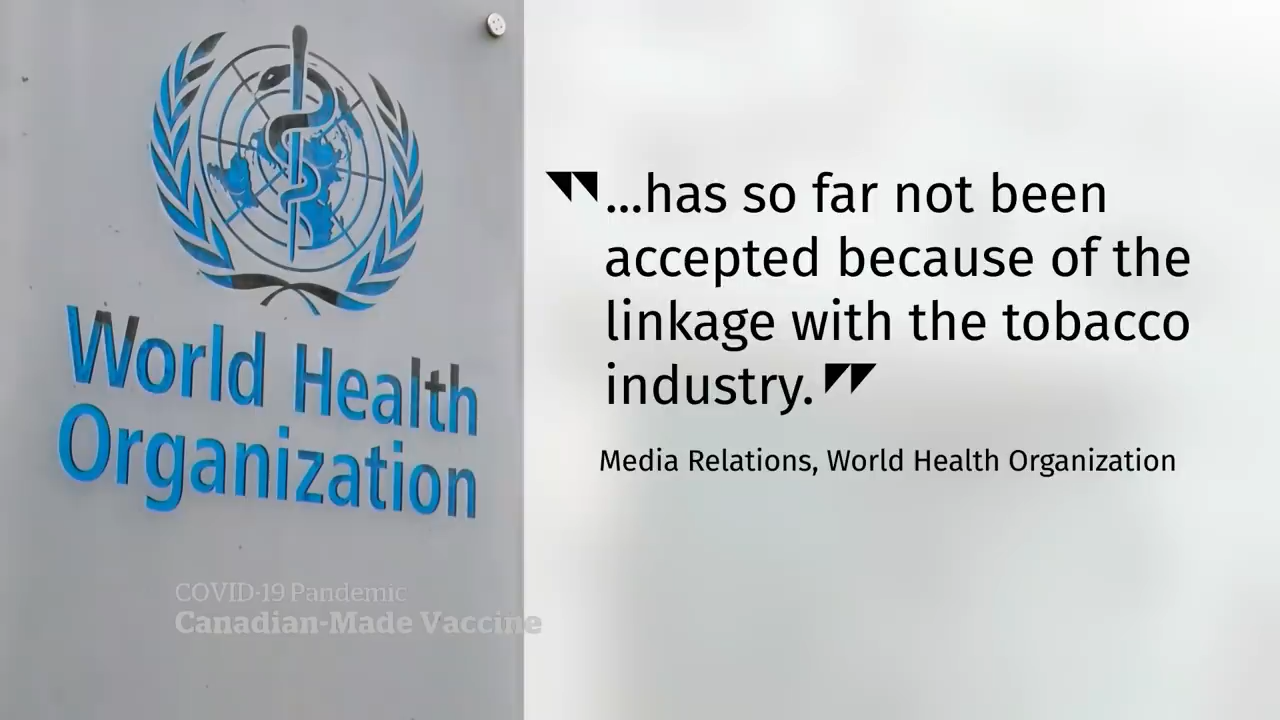 World Health
Organization
"...has so far not been
accepted because of the
linkage with the tobacco
industry."
Media Relations, World Health Organization
COVID-19 Pandemic
Canadian-Made Vaccine